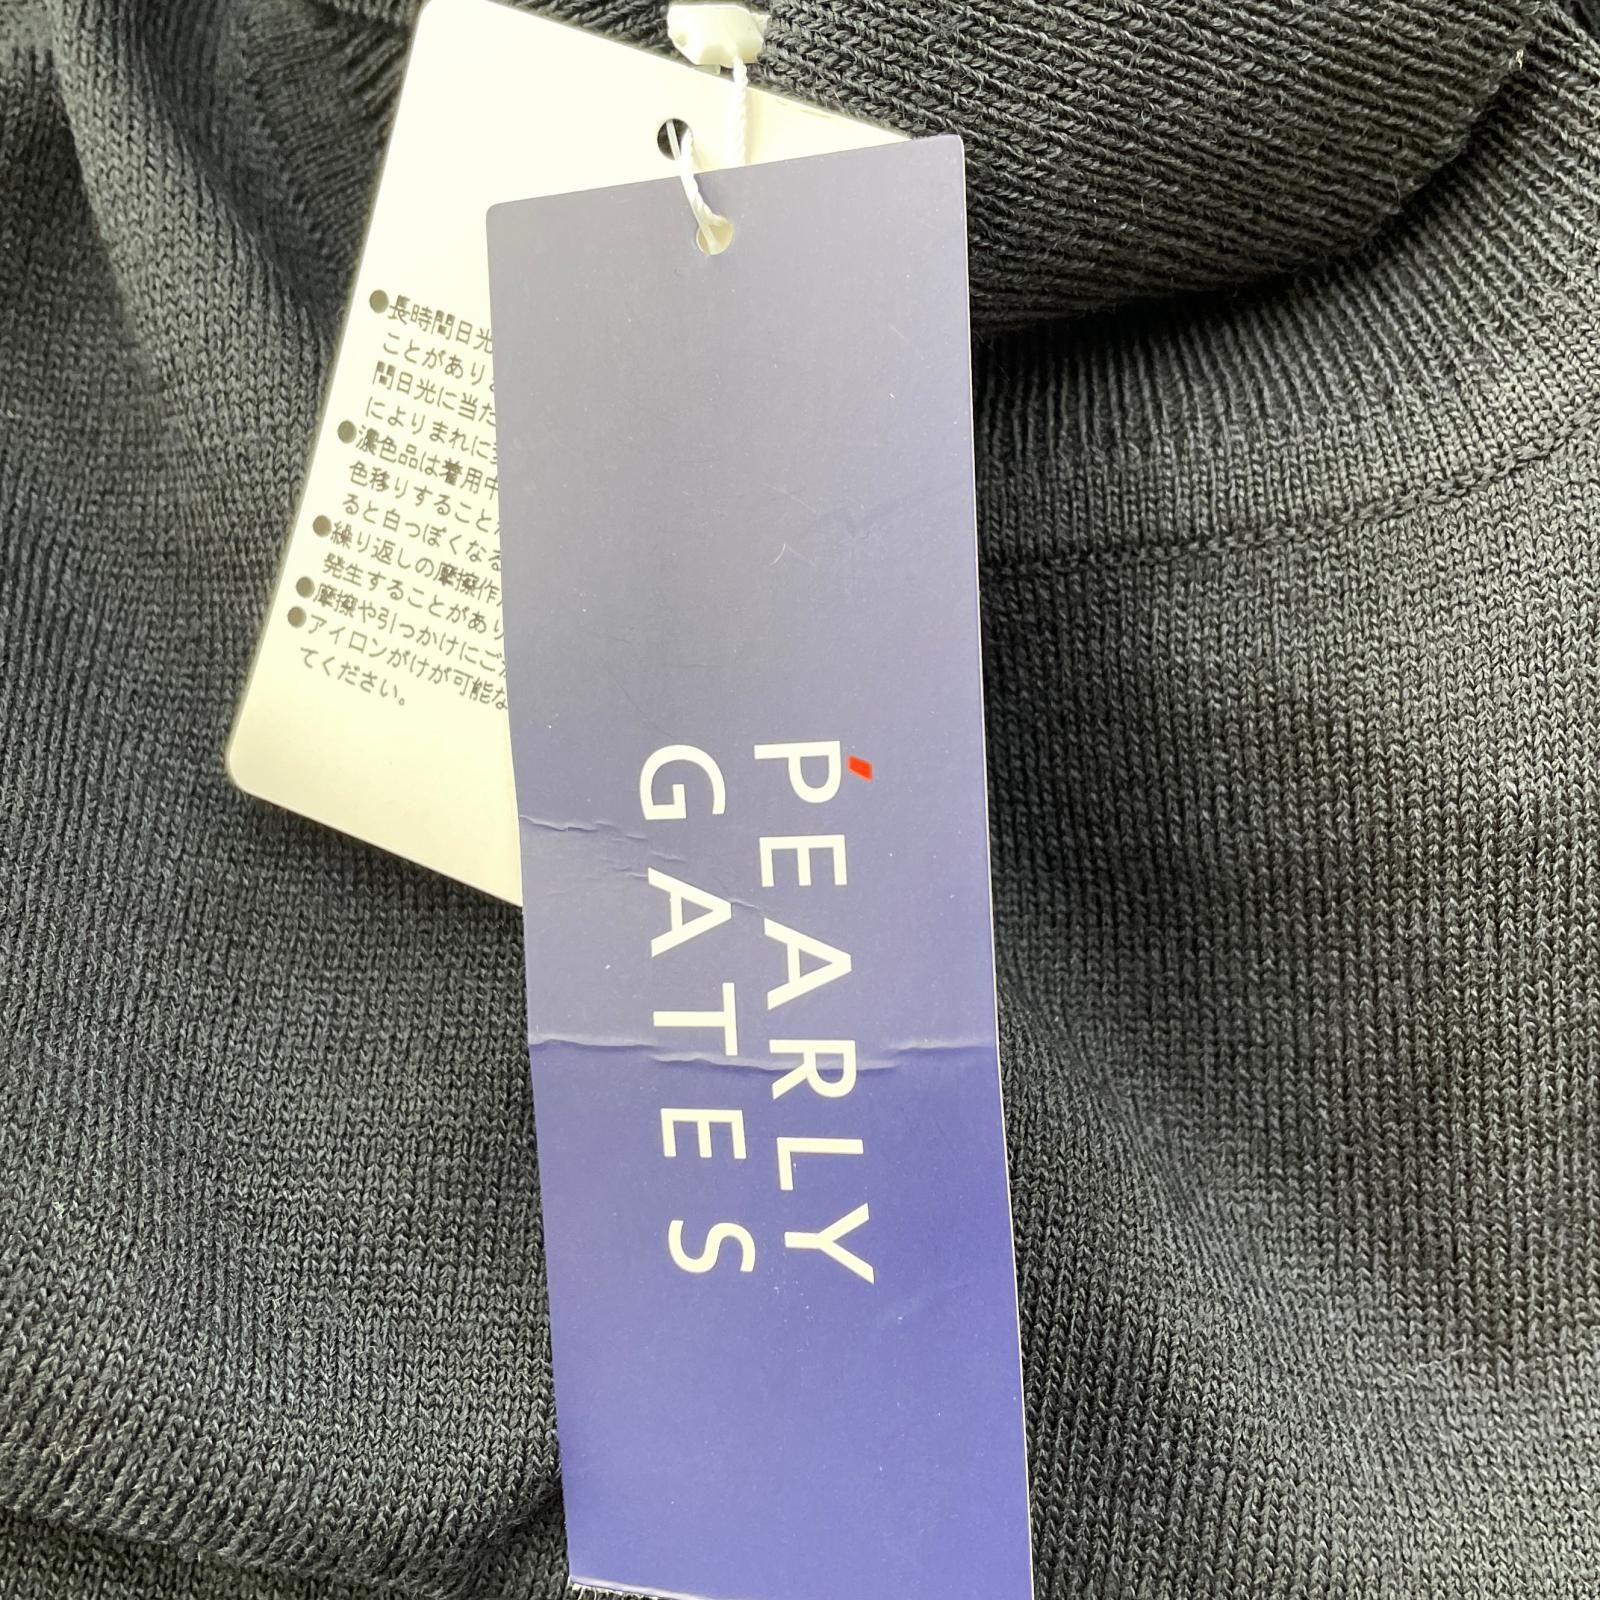 ●長時間日光
ことがあり
間日光に当た
によりまれに
●濃色品は着用中
色移りすること
ると白っぽくなる
●繰り返しの摩擦作
発生することがあり
●摩擦や引っかけにご
●アイロンがけが可能な
てください。
PEARLY
GATES